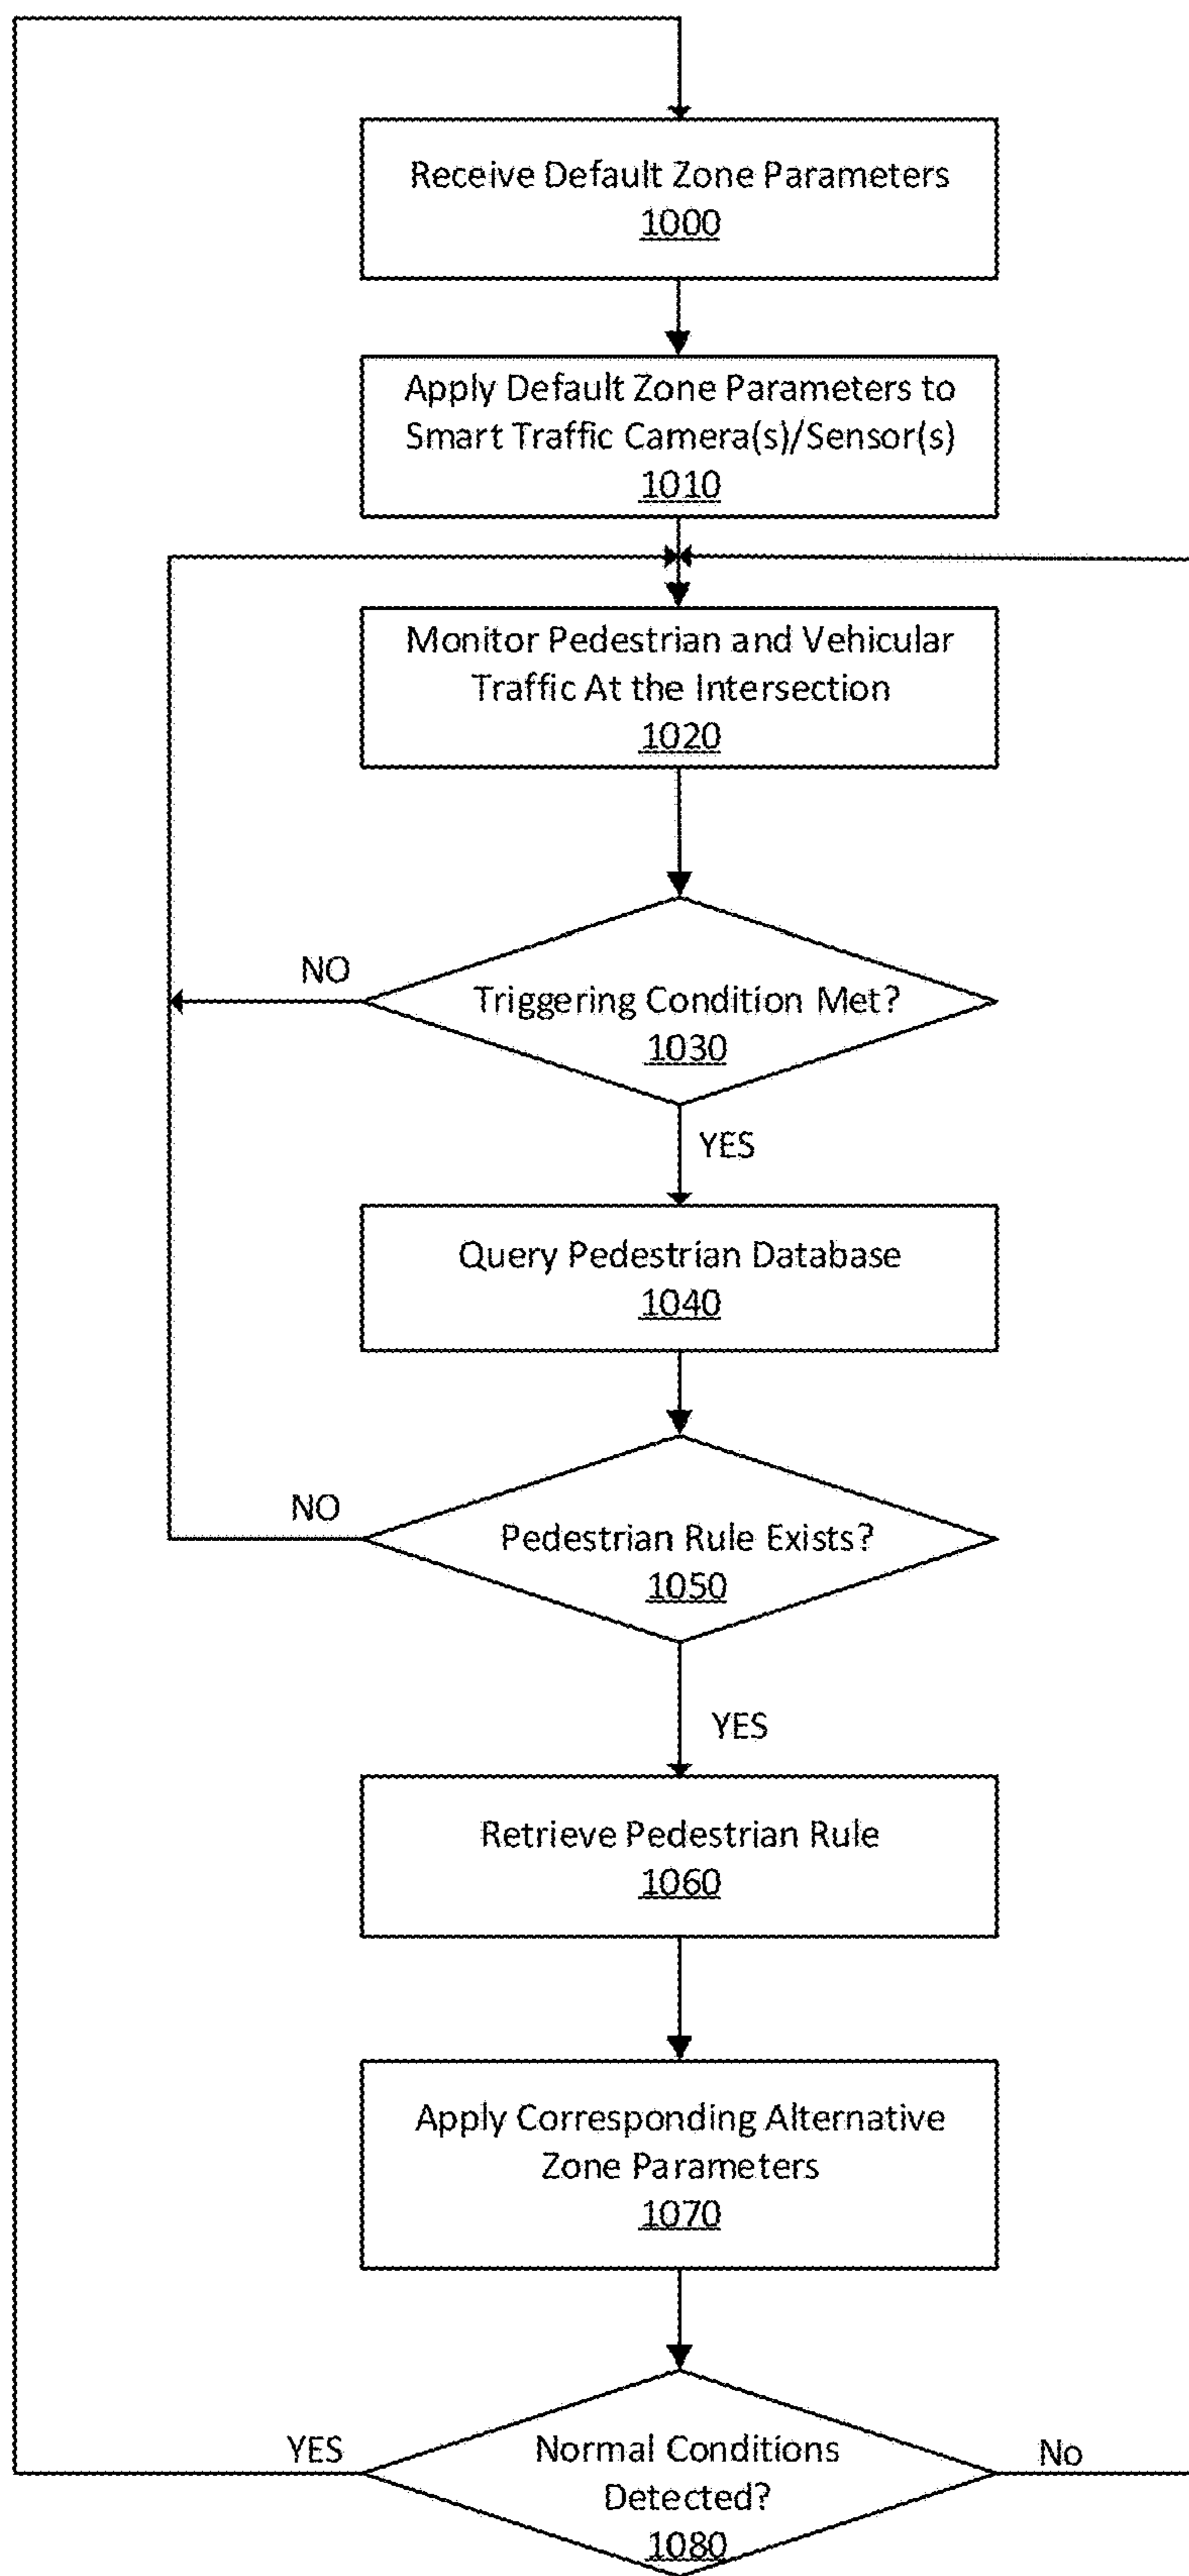 Receive Default Zone Parameters
1000
Apply Default Zone Parameters to
Smart Traffic Camera(s)/Sensor(s)
1010
Monitor Pedestrian and Vehicular
Traffic At the Intersection
1020
NO
Triggering Condition Met?
1030
YES
Query Pedestrian Database
1040
NO
Pedestrian Rule Exists?
1050
YES
Retrieve Pedestrian Rule
1060
Apply Corresponding Alternative
Zone Parameters
1070
YES
Normal Conditions
Detected?
1080
No